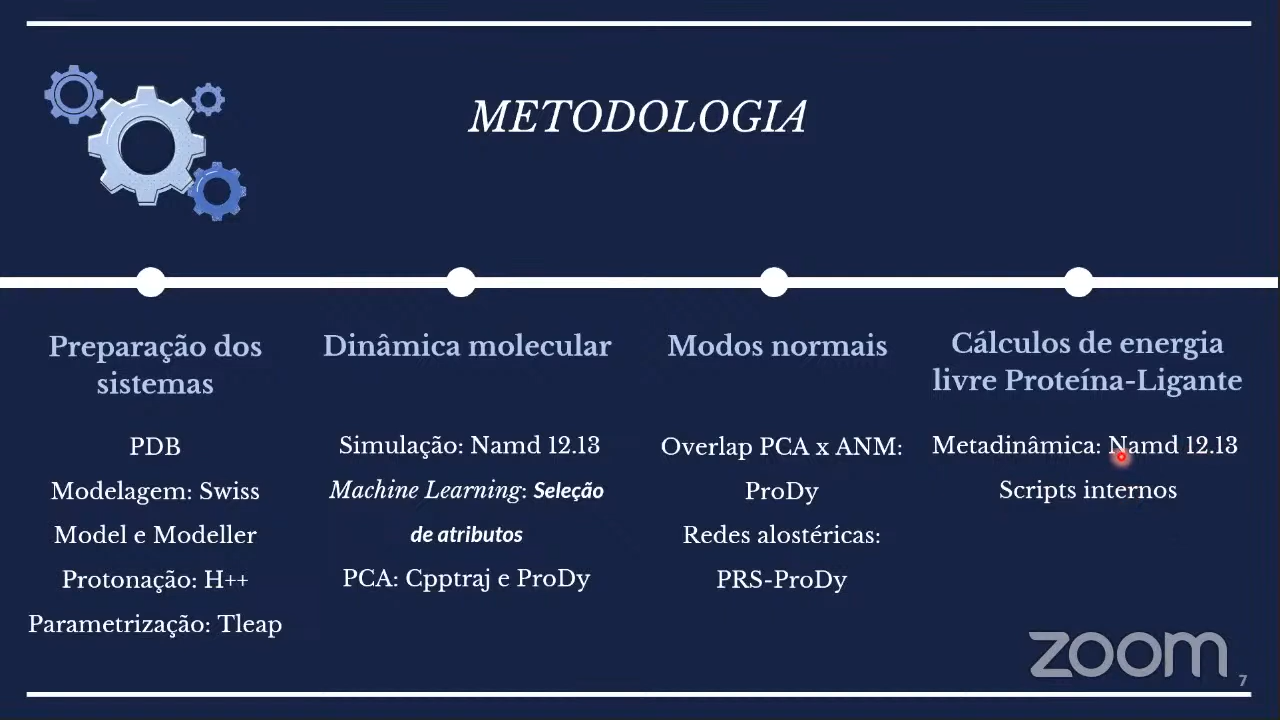 METODOLOGIA
Preparação dos
sistemas
PDB
Modelagem: Swiss
Model e Modeller
Protonação: H++
Parametrização: Tleap
Dinâmica molecular
Simulação: Namd 12.13
Machine Learning: Seleção
de atributos
PCA: Cpptraj e ProDy
Modos normais
Overlap PCA x ANM:
ProDy
Redes alostéricas:
PRS-ProDy
Cálculos de energia
livre Proteína-Ligante
Metadinâmica: Namd 12.13
Scripts internos
zoom
7